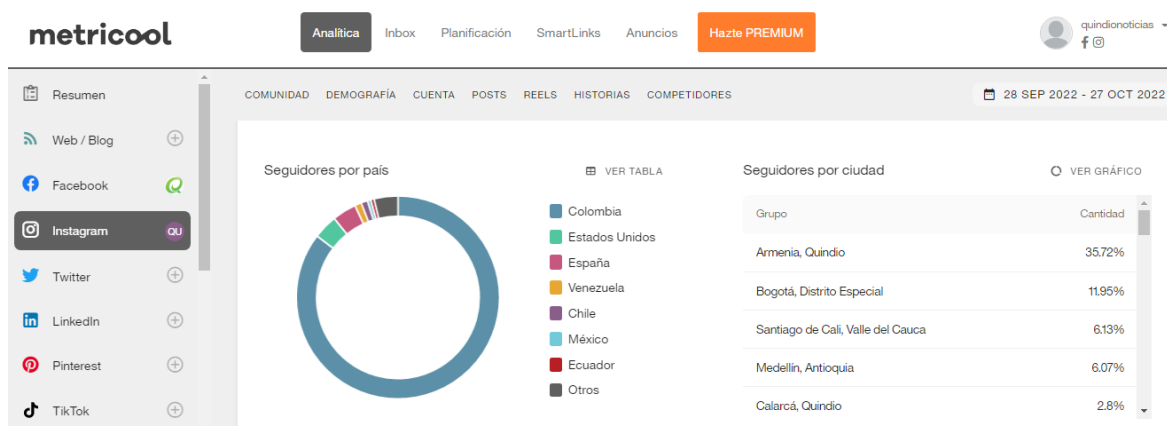 metricool
Analítica Inbox Planificación SmartLinks Anuncios Hazte PREMIUM
quindionoticias
Resumen
Web / Blog
Facebook
Instagram QU
Twitter
LinkedIn
Pinterest
TikTok
COMUNIDAD DEMOGRAFÍA CUENTA POSTS REELS HISTORIAS COMPETIDORES
28 SEP 2022 - 27 OCT 2022
Seguidores por país VER TABLA
Colombia
Estados Unidos
España
Venezuela
Chile
México
Ecuador
Otros
Seguidores por ciudad VER GRÁFICO
Grupo Cantidad
Armenia, Quindio 35.72%
Bogotá, Distrito Especial 11.95%
Santiago de Cali, Valle del Cauca 6.13%
Medellín, Antioquia 6.07%
Calarcá, Quindio 2.8%